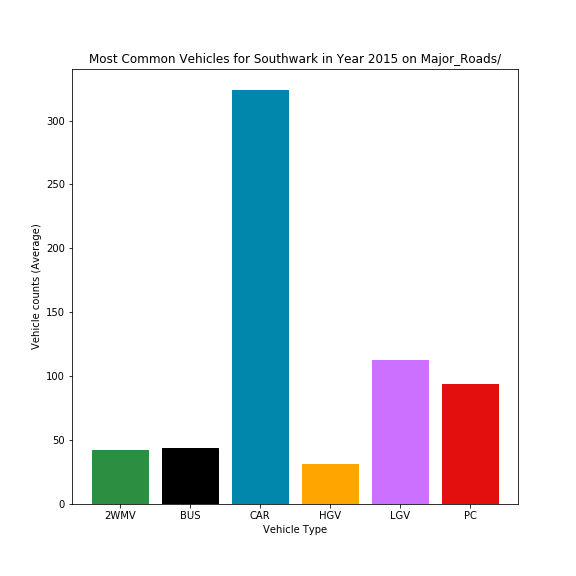 Most Common Vehicles for Southwark in Year 2015 on Major_Roads/
Vehicle counts (Average)
300
250
200
150
100
50
0
2WMV BUS CAR HGV LGV PC
Vehicle Type